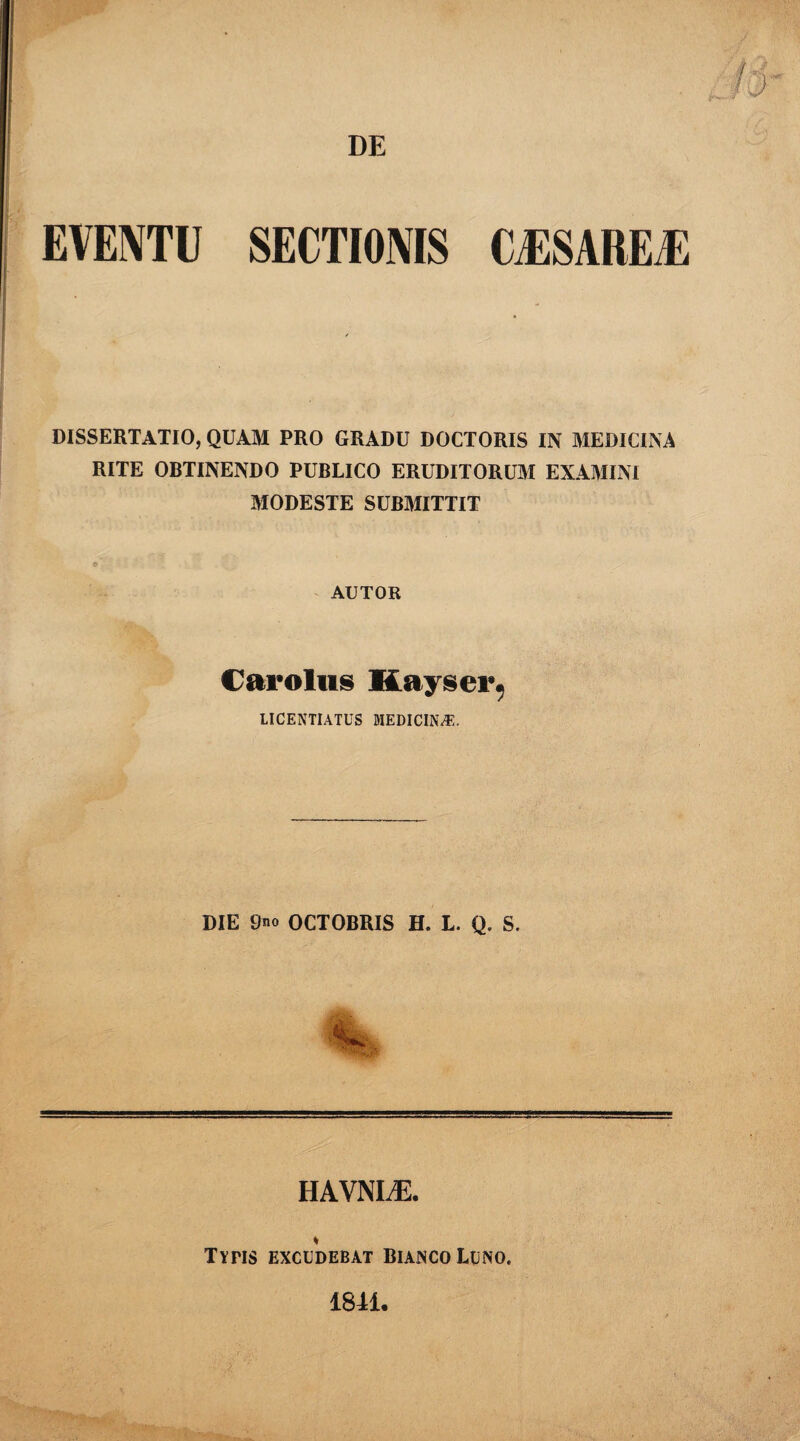 DE
EVENTU SECTIONIS CÆSAREÆ
DISSERTATIO, QUAM PRO GRADU DOCTORIS IN MEDICINA
RITE OBTINENDO PUBLICO ERUDITORUM EXAMINI
MODESTE SUBMITTIT
AUTOR
Carolus Kayser,
LICENTIATUS MEDICINÆ.
DIE 9no OCTOBRIS H. L. Q. S.
HAVNIÆ.
TYPIS EXCUDEBAT BIANCO LUNO.
1841.